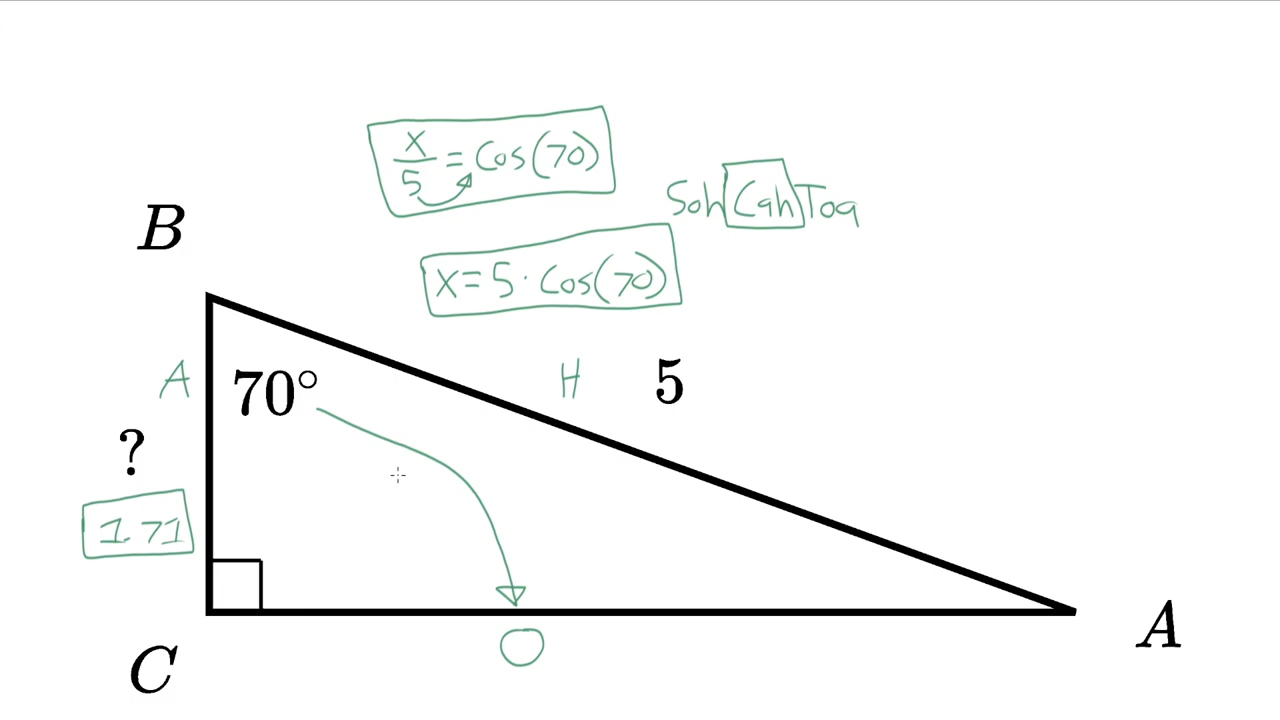 x/5 = Cos(70)
SohCahToa
B
x = 5 · Cos(70)
A
70°
H
5
?
1.71
A
O
C